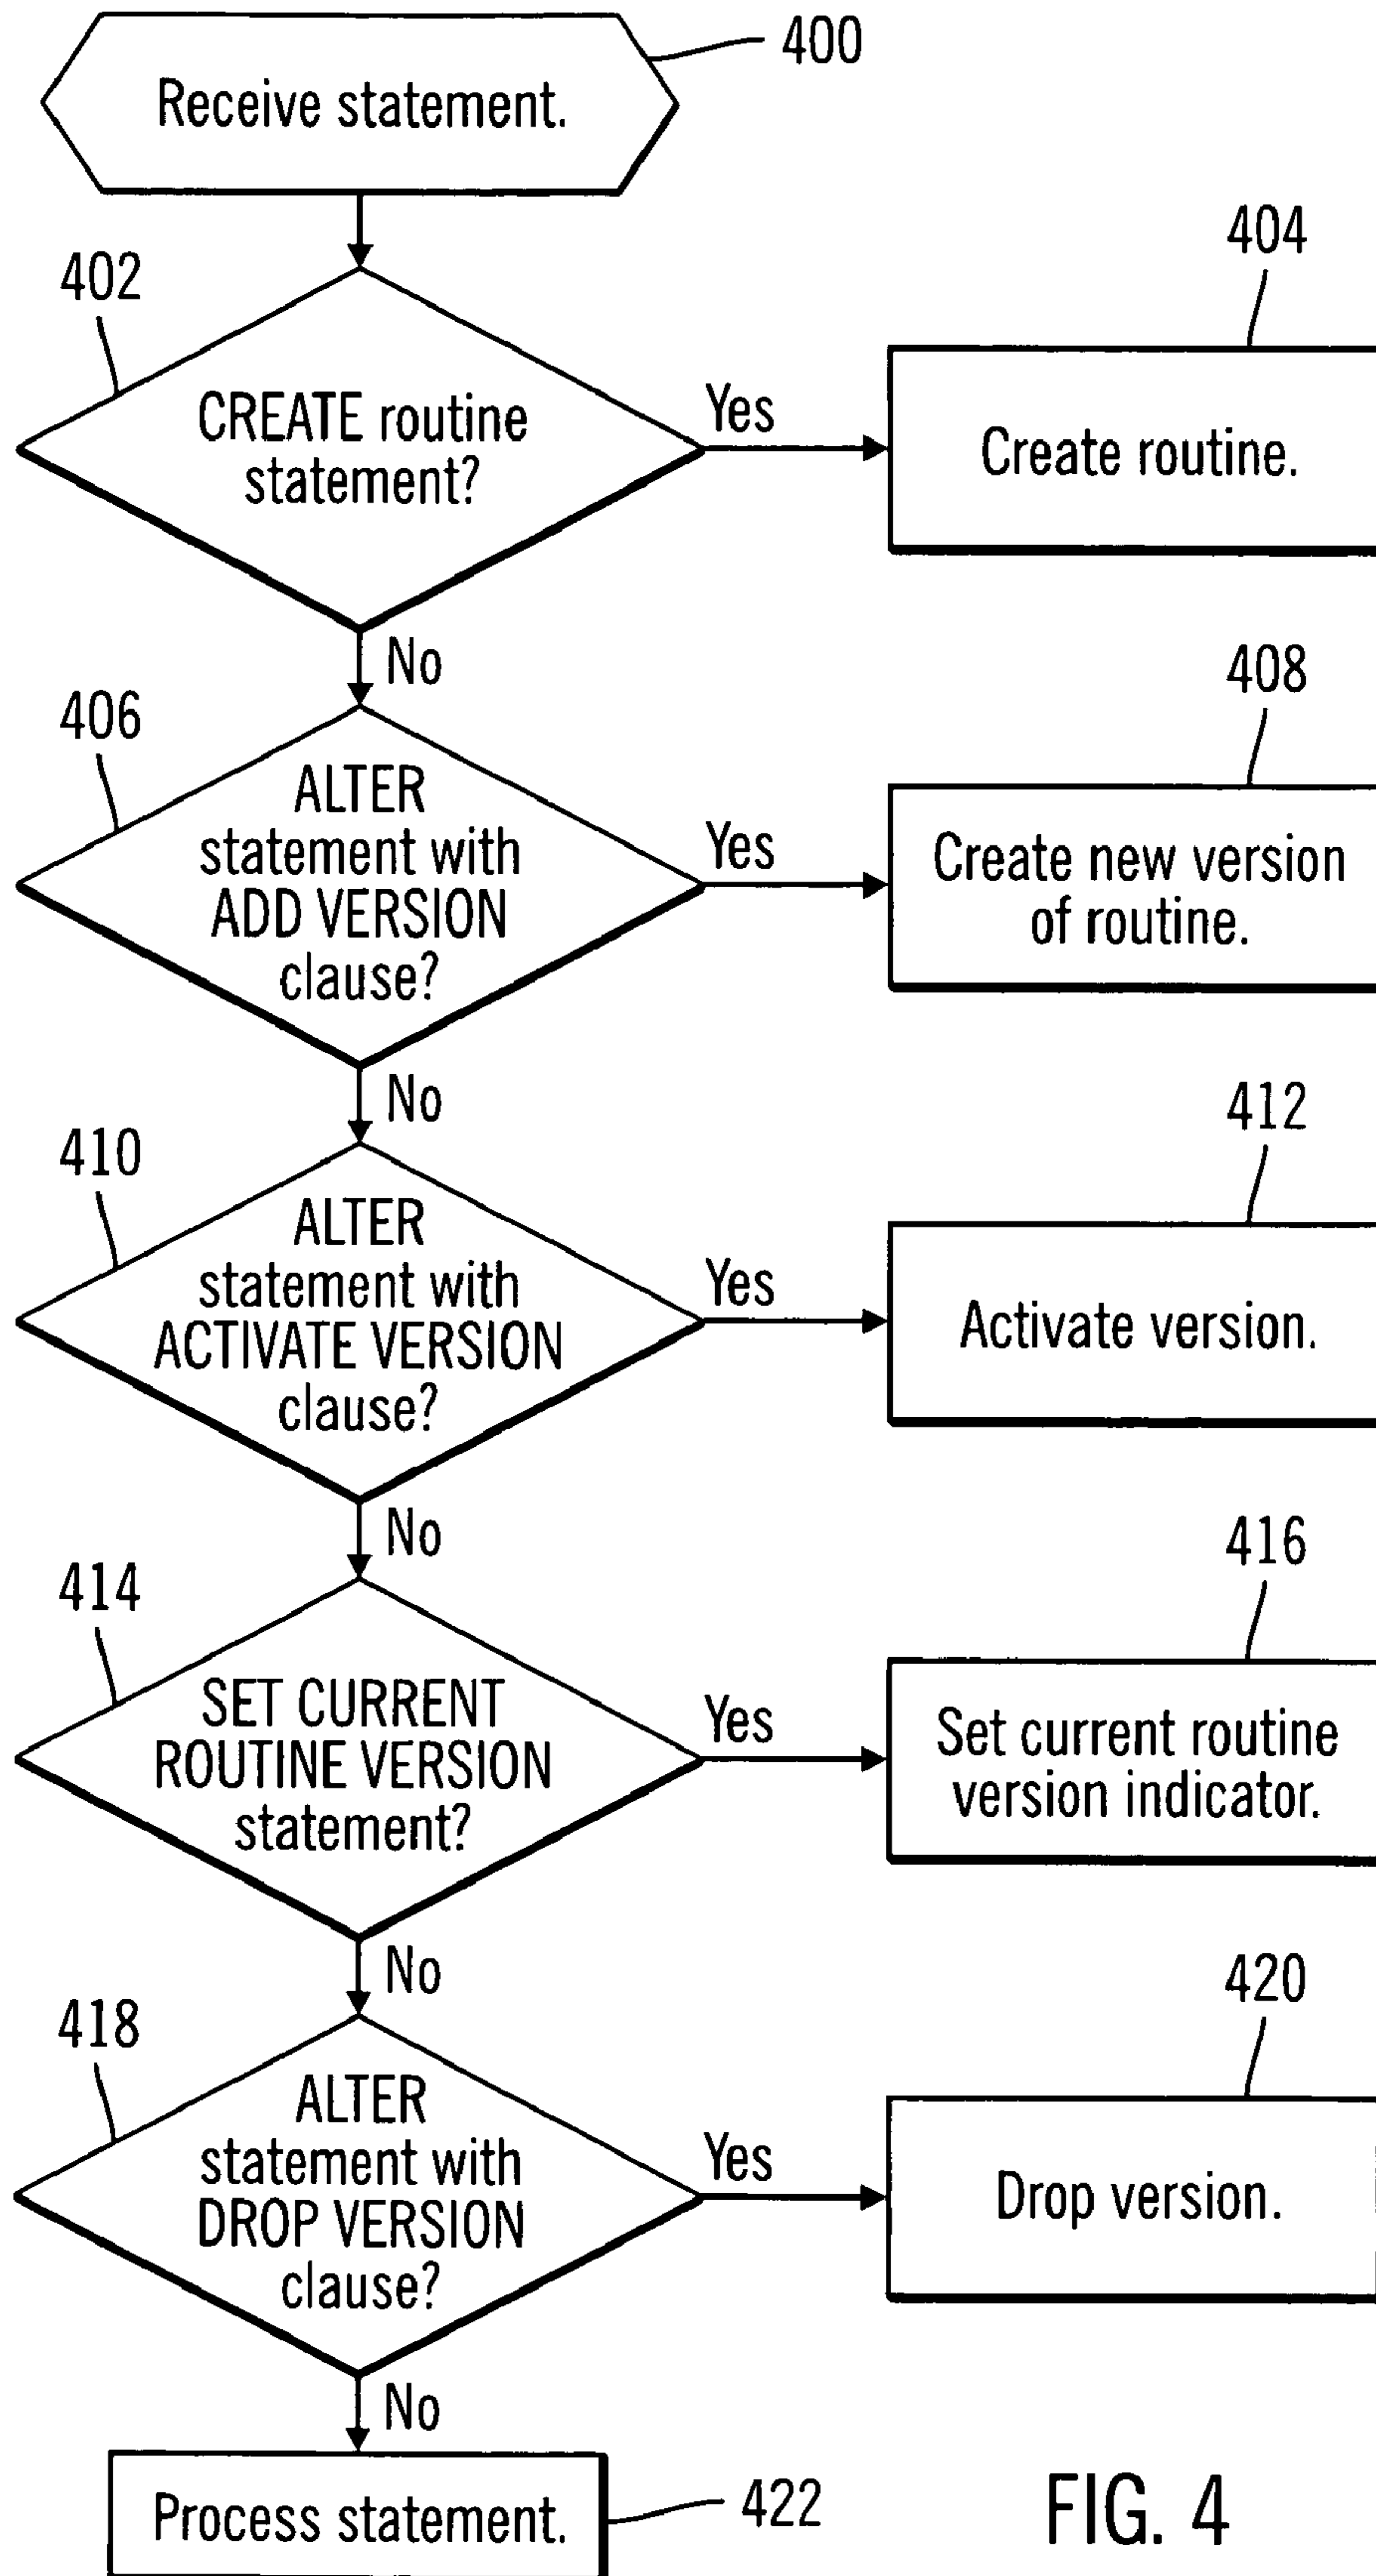 400
Receive statement.
402
404
CREATE routine
statement?
Yes
Create routine.
No
406
408
ALTER
statement with
ADD VERSION
clause?
Yes
Create new version
of routine.
No
410
412
ALTER
statement with
ACTIVATE VERSION
clause?
Yes
Activate version.
No
414
416
SET CURRENT
ROUTINE VERSION
statement?
Yes
Set current routine
version indicator.
No
418
420
ALTER
statement with
DROP VERSION
clause?
Yes
Drop version.
No
Process statement.
422
FIG. 4